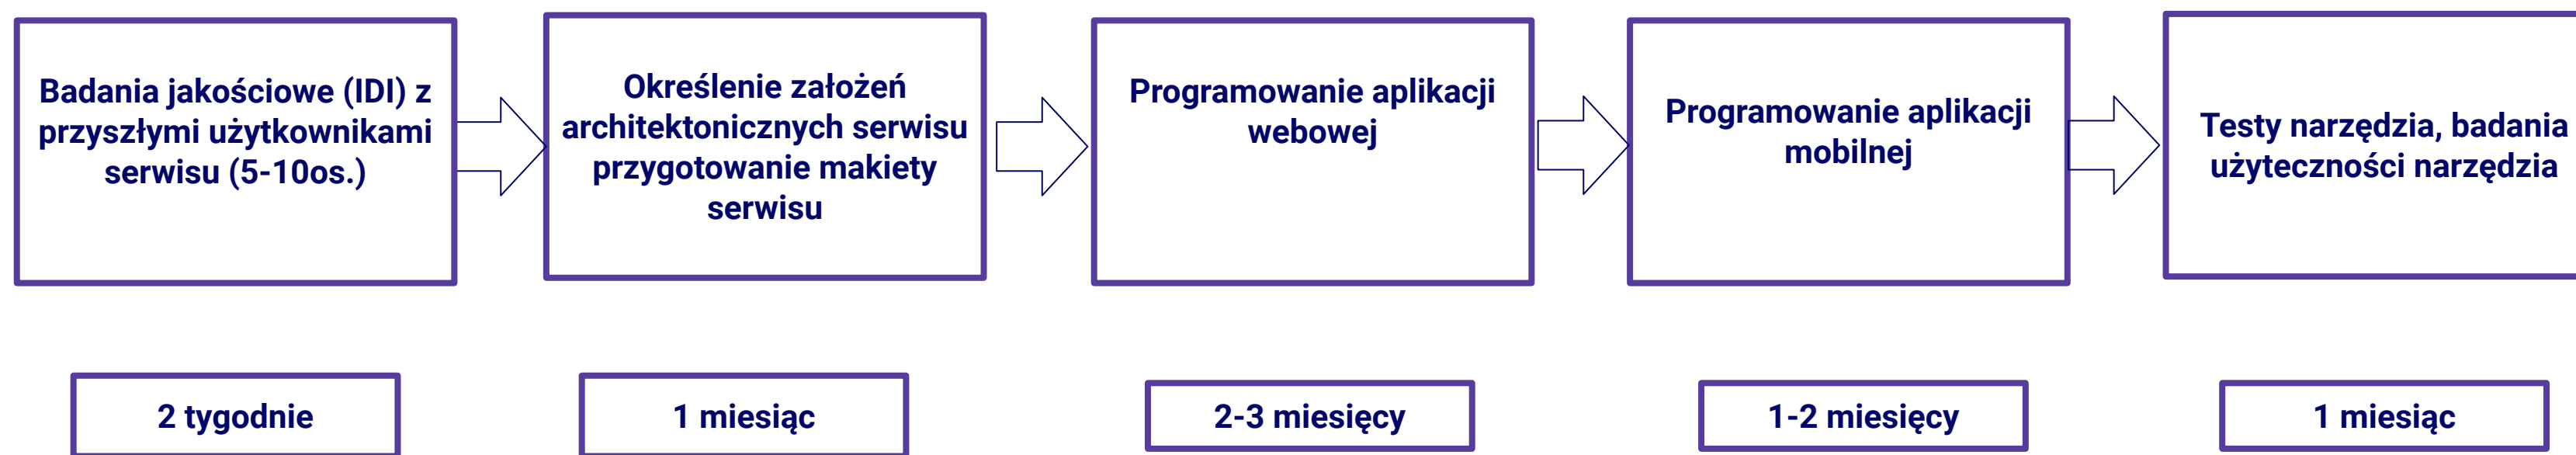 Badania jakościowe (IDI) z
przyszłymi użytkownikami
serwisu (5-10os.)
Określenie założeń
architektonicznych serwisu
przygotowanie makiety
serwisu
Programowanie aplikacji
webowej
Programowanie aplikacji
mobilnej
Testy narzędzia, badania
użyteczności narzędzia
2 tygodnie
1 miesiąc
2-3 miesięcy
1-2 miesięcy
1 miesiąc